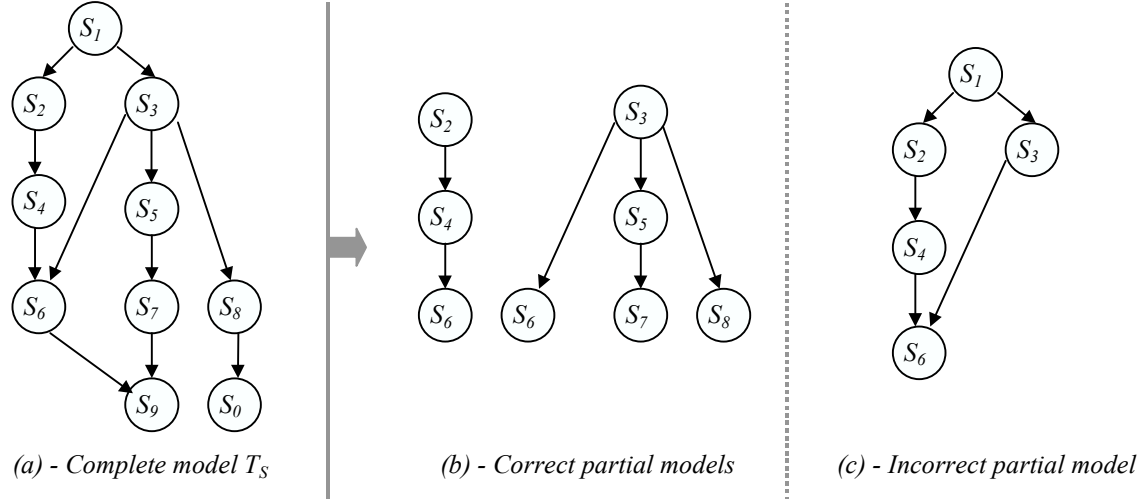 S1
S2 S3
S4 S5
S6 S7 S8
S9 S0
(a) - Complete model TS
S2 S3
S4 S5
S6 S6 S7 S8
(b) - Correct partial models
S1
S2 S3
S4
S6
(c) - Incorrect partial model